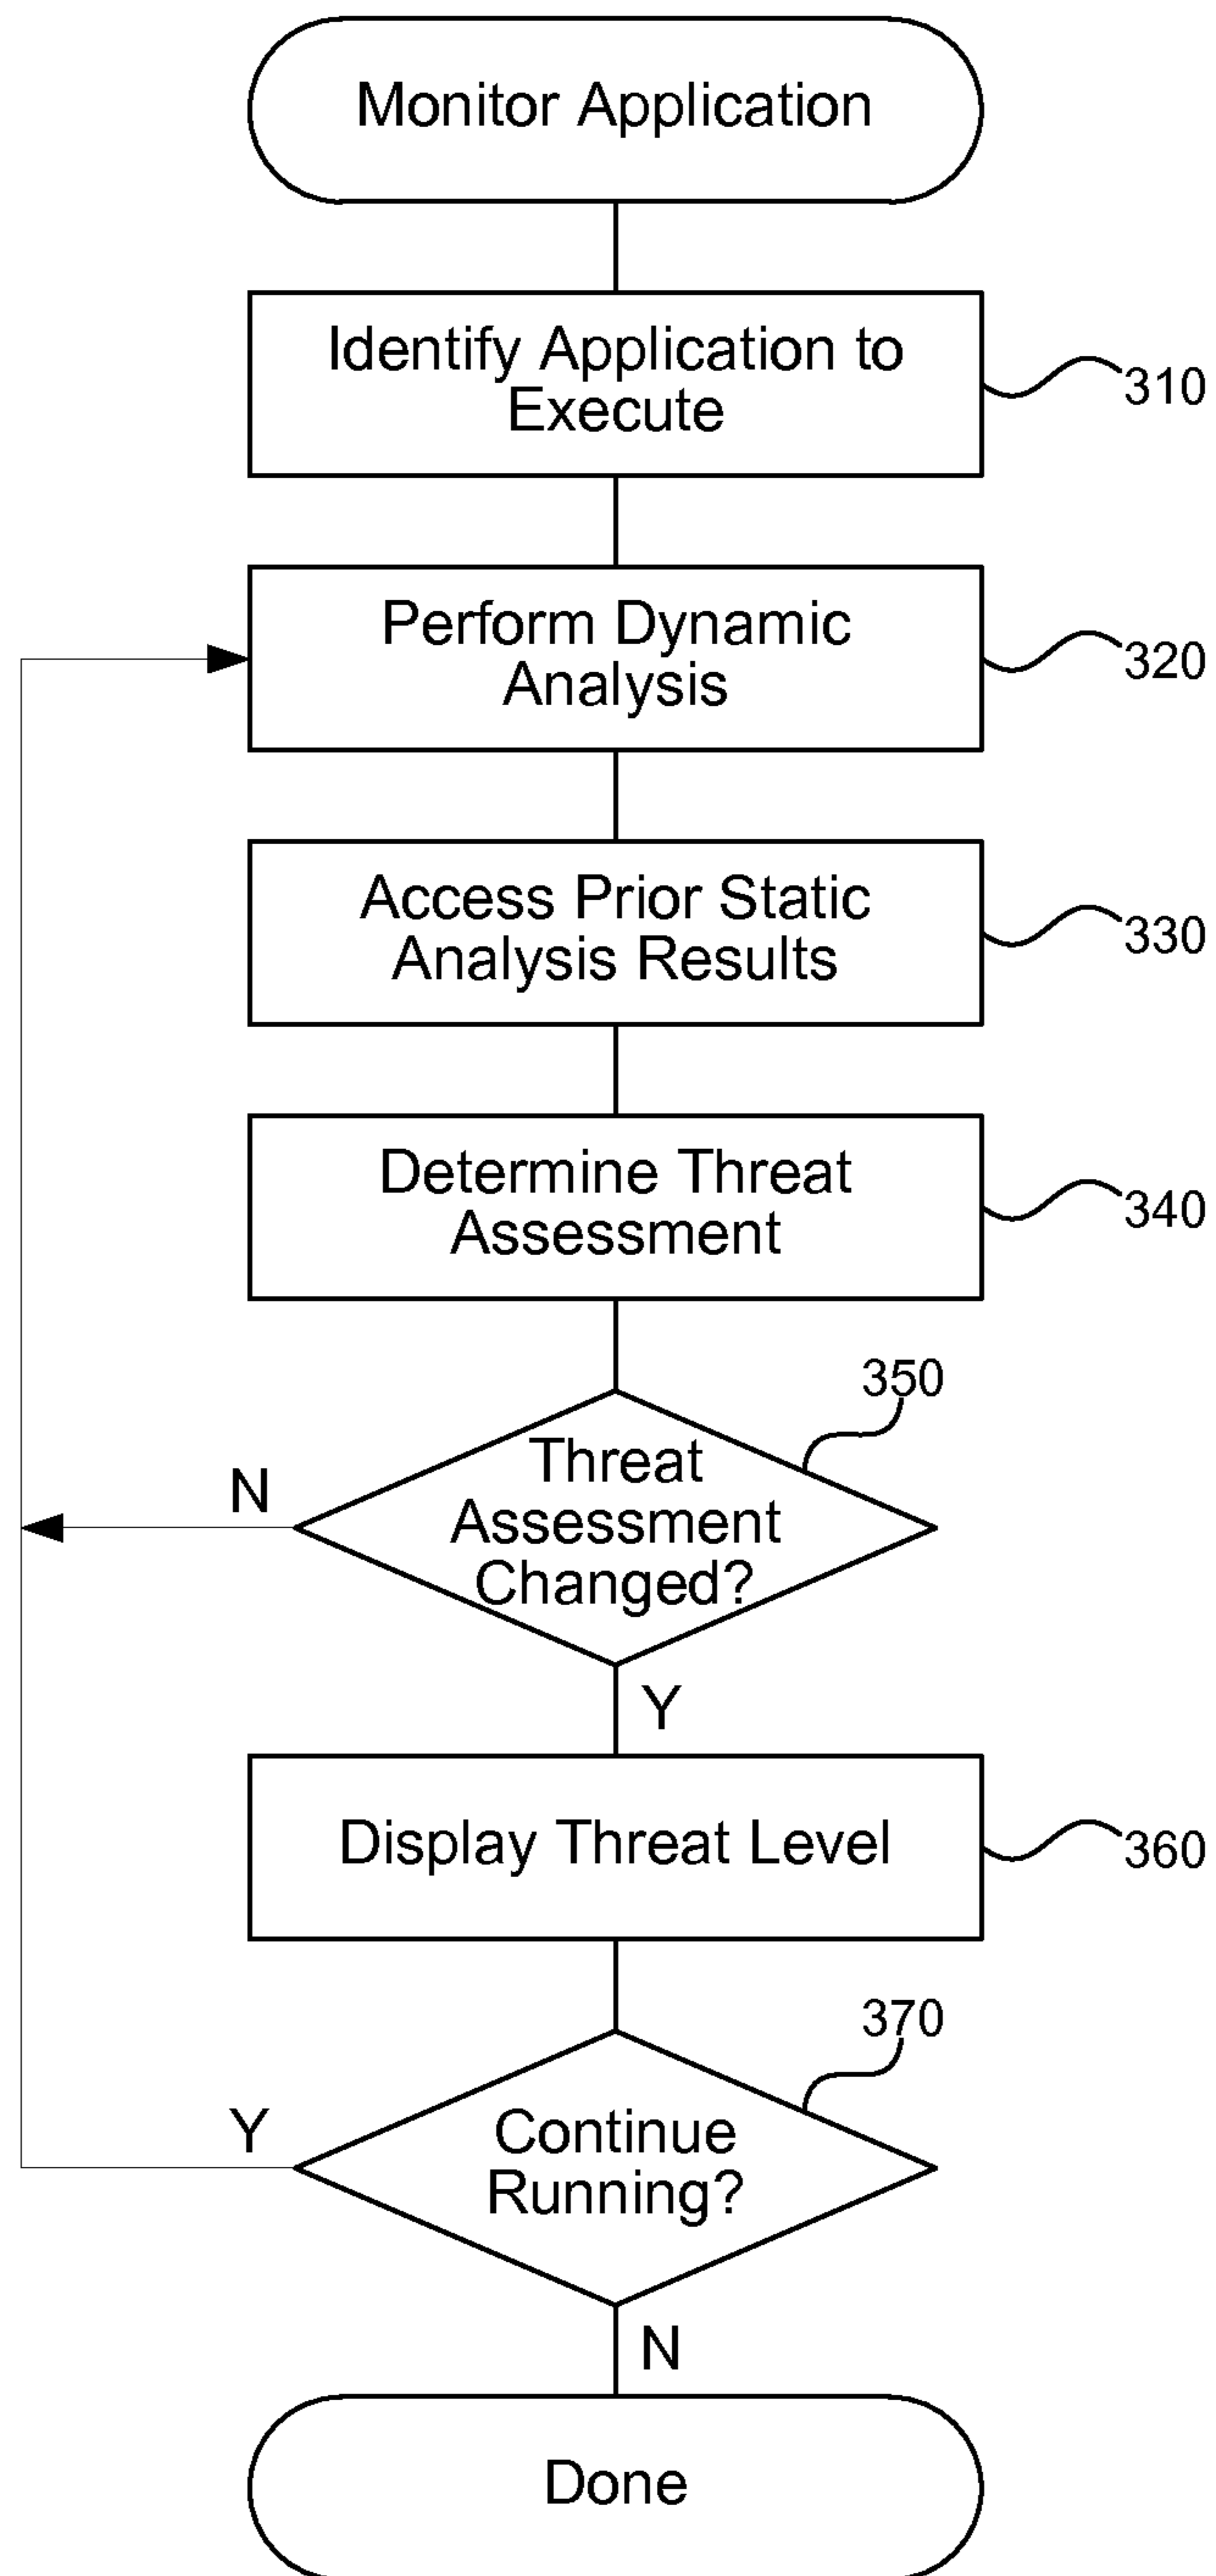 Monitor Application
Identify Application to
Execute
310
Perform Dynamic
Analysis
320
Access Prior Static
Analysis Results
330
Determine Threat
Assessment
340
350
Threat
Assessment
Changed?
N
Y
Display Threat Level
360
370
Continue
Running?
Y
N
Done